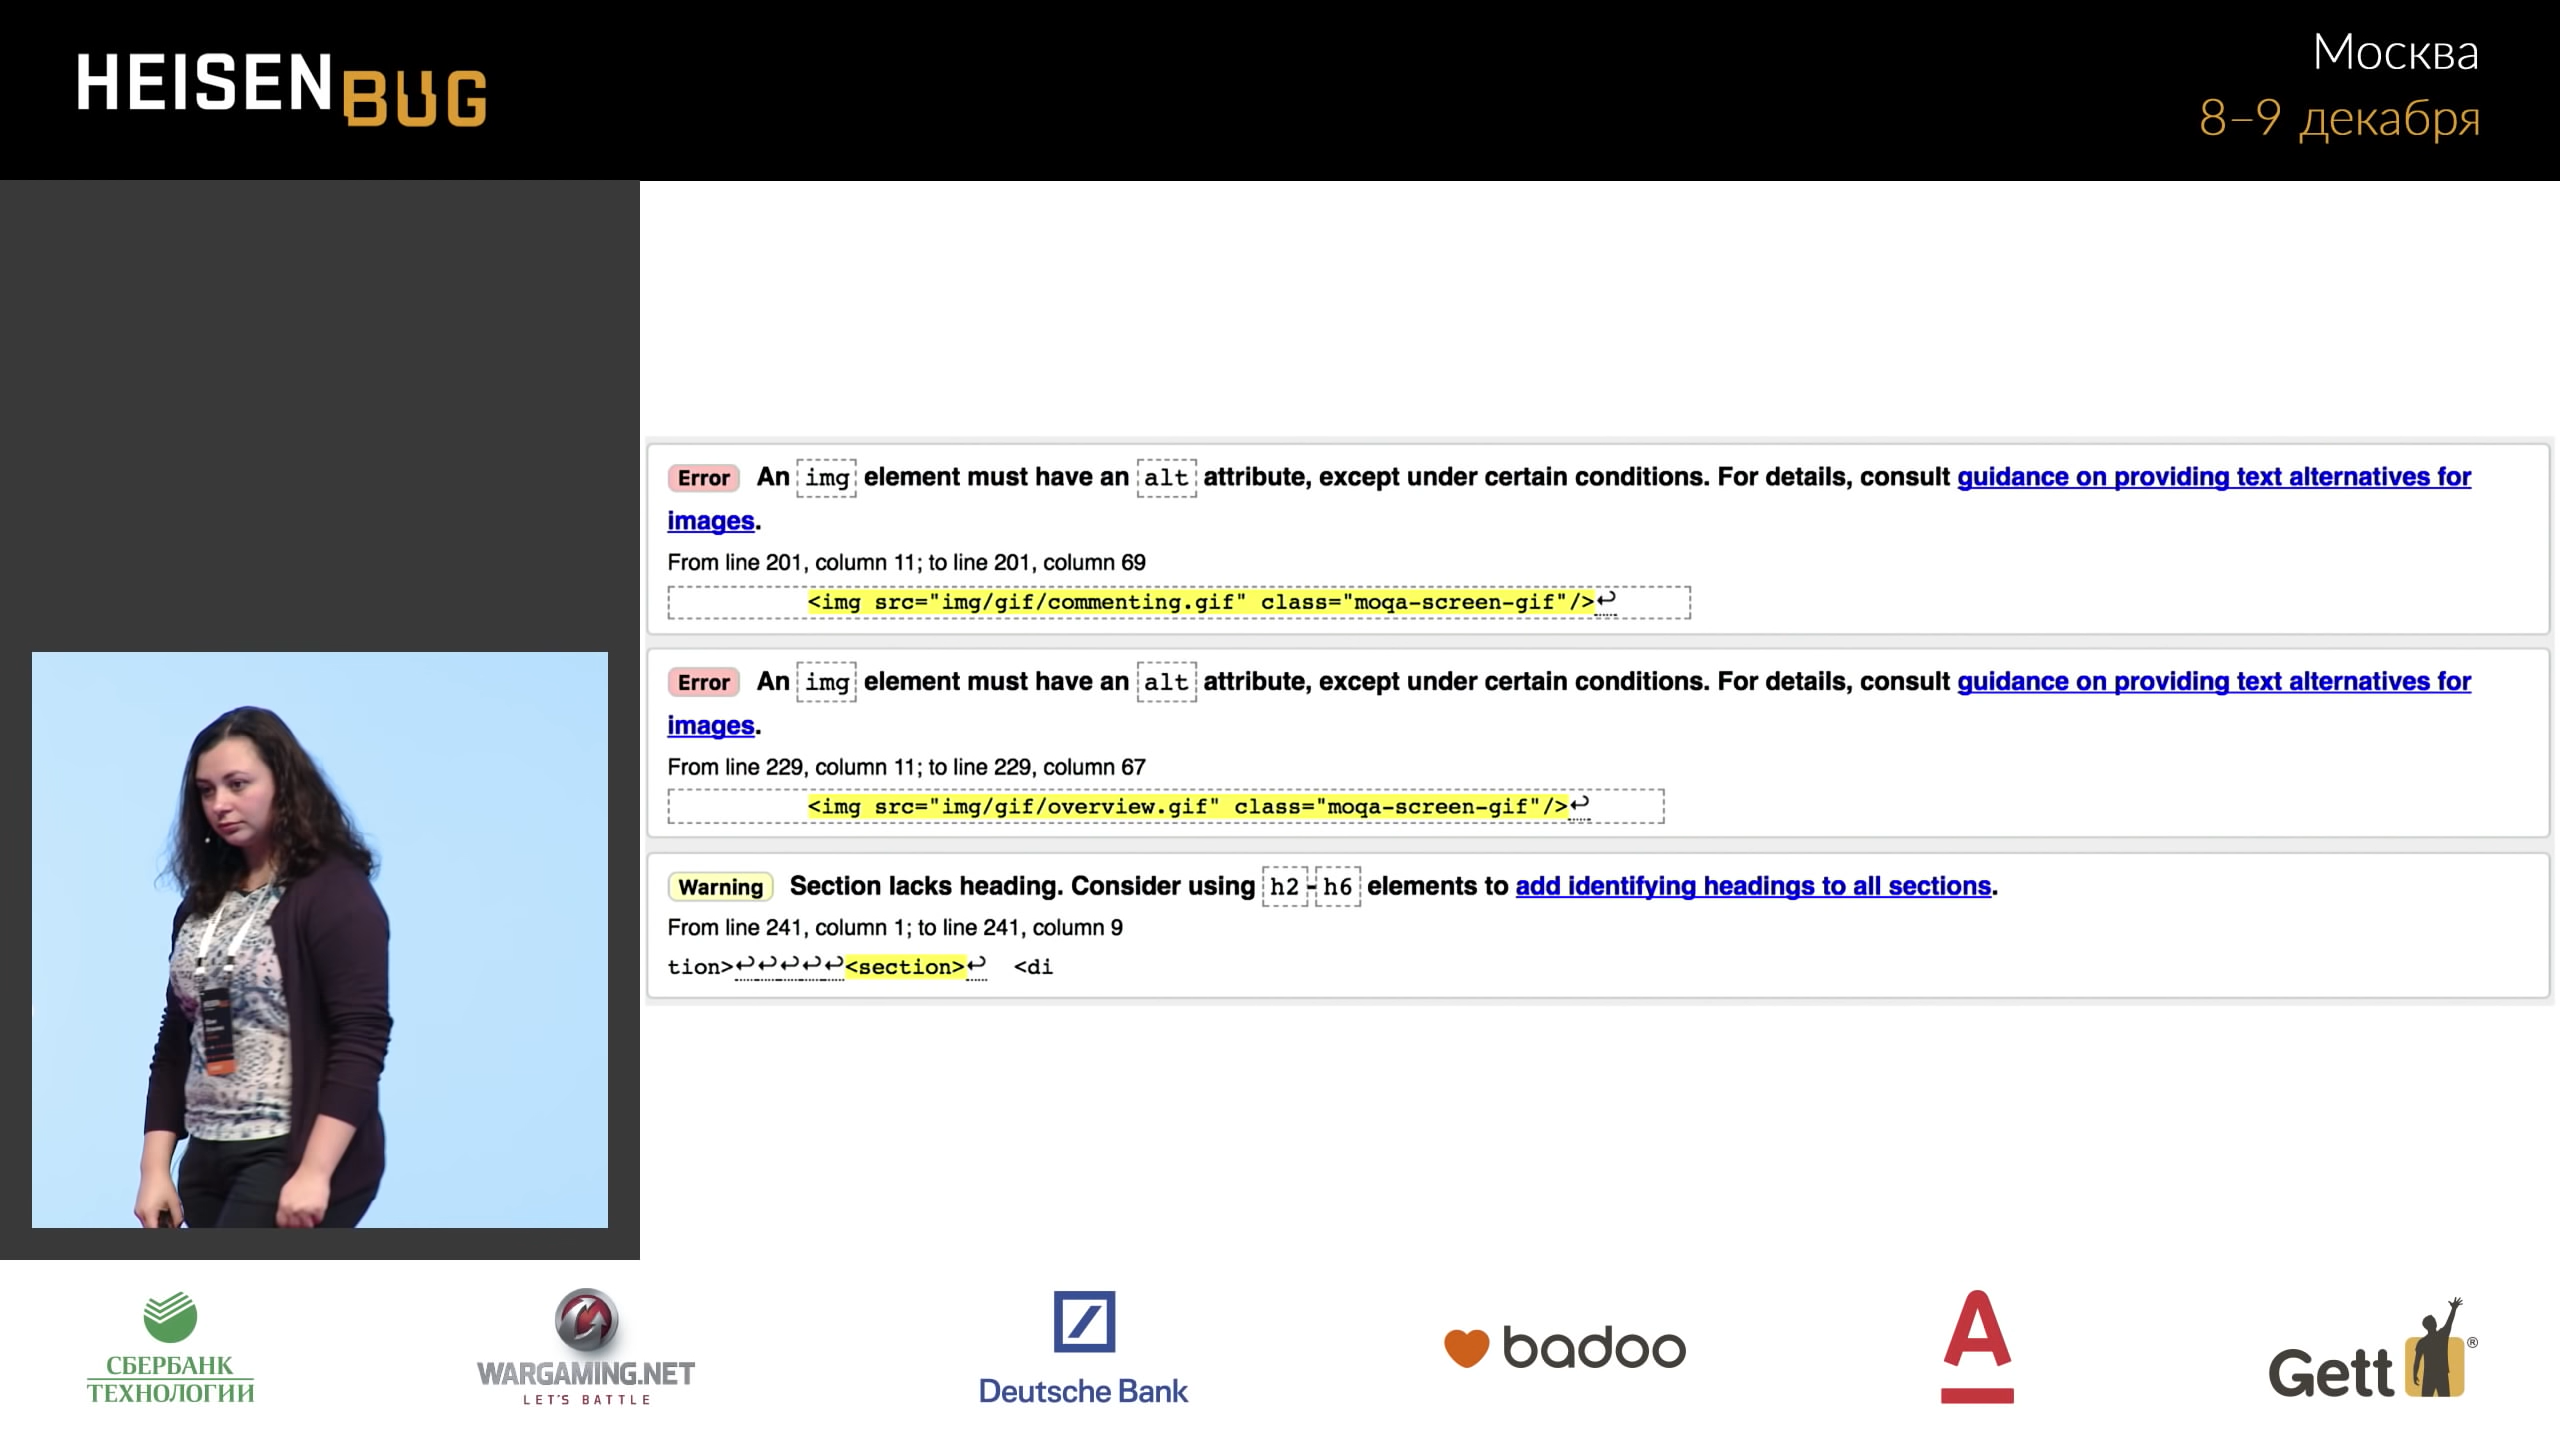 HEISENBUG
Москва
8–9 декабря
Error An img element must have an alt attribute, except under certain conditions. For details, consult guidance on providing text alternatives for
images.
From line 201, column 11; to line 201, column 69
<img src="img/gif/commenting.gif" class="moqa-screen-gif"/>↩
Error An img element must have an alt attribute, except under certain conditions. For details, consult guidance on providing text alternatives for
images.
From line 229, column 11; to line 229, column 67
<img src="img/gif/overview.gif" class="moqa-screen-gif"/>↩
Warning Section lacks heading. Consider using h2-h6 elements to add identifying headings to all sections.
From line 241, column 1; to line 241, column 9
tion>↩↩↩↩↩<section>↩ <di
СБЕРБАНК
ТЕХНОЛОГИИ
WARGAMING.NET
LET'S BATTLE
Deutsche Bank
badoo
А
Gett®